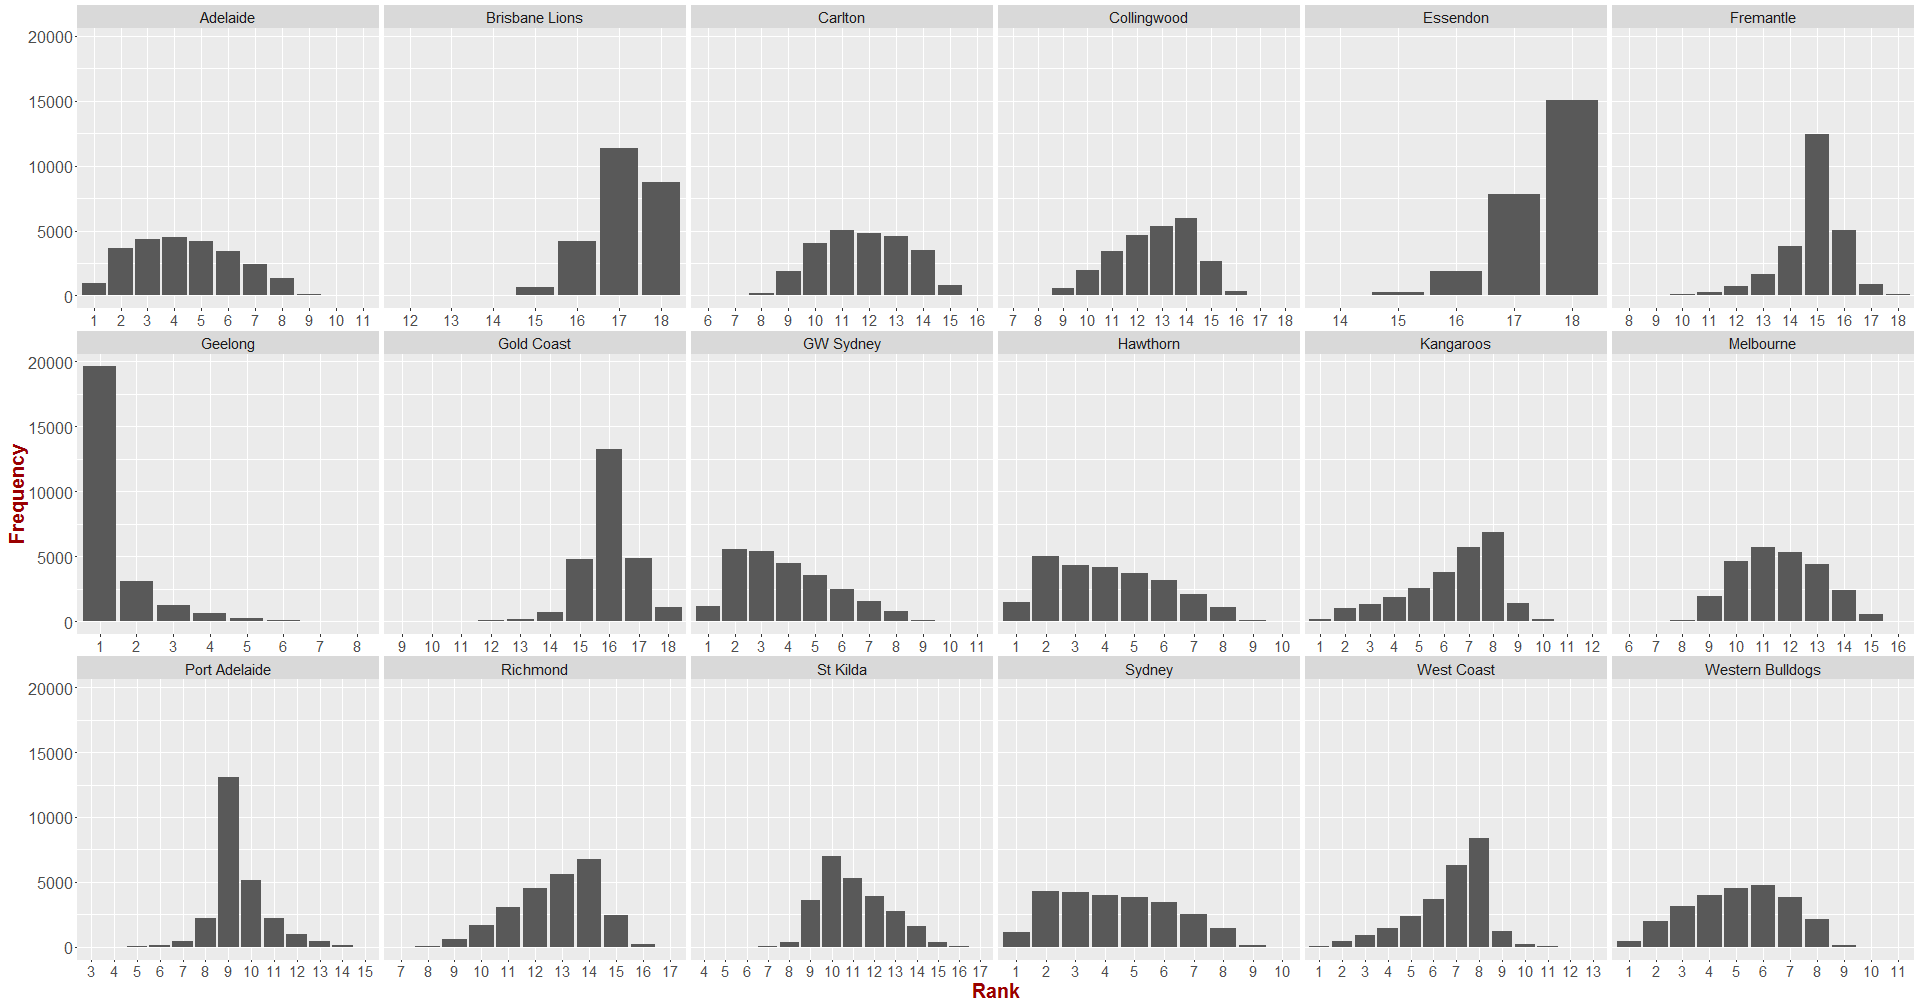 Adelaide Brisbane Lions Carlton Collingwood Essendon Fremantle
20000
15000
10000
5000
0
1 2 3 4 5 6 7 8 9 10 11 12 13 14 15 16 17 18 6 7 8 9 10 11 12 13 14 15 16 7 8 9 10 11 12 13 14 15 16 17 18 14 15 16 17 18 8 9 10 11 12 13 14 15 16 17 18
Geelong Gold Coast GW Sydney Hawthorn Kangaroos Melbourne
20000
15000
10000
5000
0
1 2 3 4 5 6 7 8 9 10 11 12 13 14 15 16 17 18 1 2 3 4 5 6 7 8 9 10 11 1 2 3 4 5 6 7 8 9 10 1 2 3 4 5 6 7 8 9 10 11 12 6 7 8 9 10 11 12 13 14 15 16
Port Adelaide Richmond St Kilda Sydney West Coast Western Bulldogs
20000
15000
10000
5000
0
3 4 5 6 7 8 9 10 11 12 13 14 15 7 8 9 10 11 12 13 14 15 16 17 4 5 6 7 8 9 10 11 12 13 14 15 16 17 1 2 3 4 5 6 7 8 9 10 1 2 3 4 5 6 7 8 9 10 11 12 13 1 2 3 4 5 6 7 8 9 10 11
Frequency
Rank